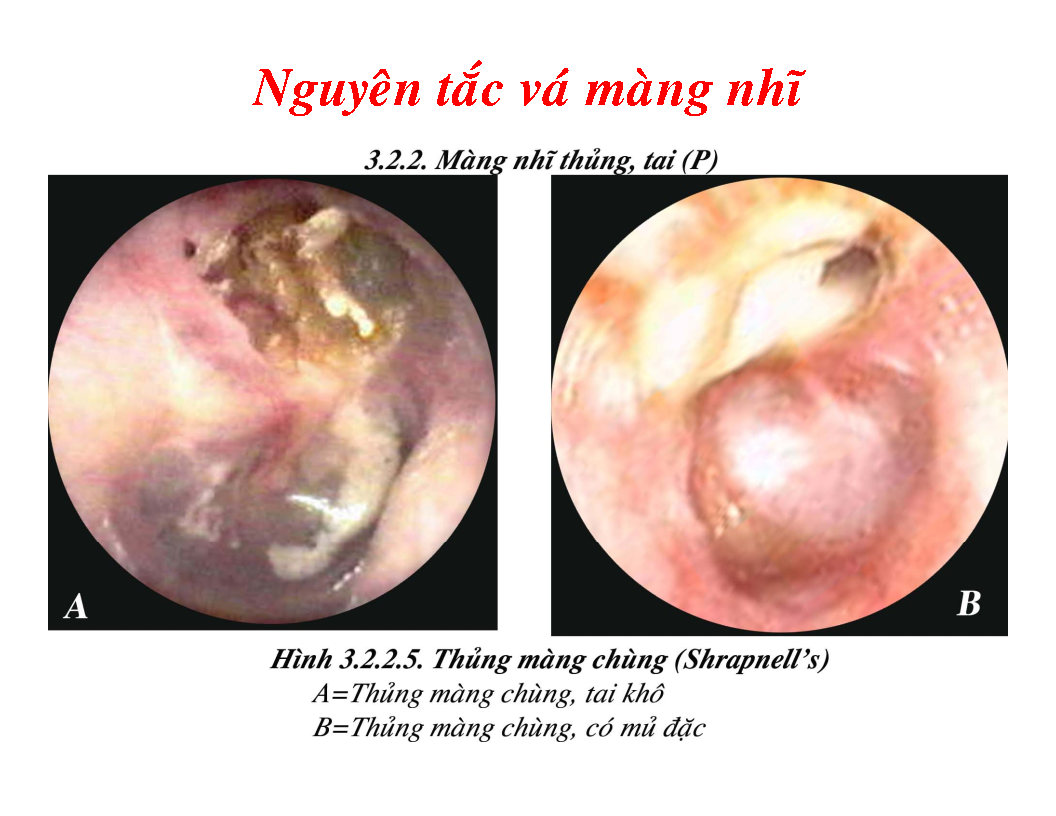 Nguyên tắc vá màng nhĩ
3.2.2. Màng nhĩ thủng, tai (P)
A
B
Hình 3.2.2.5. Thủng màng chùng (Shrapnell's)
A=Thủng màng chùng, tai khô
B=Thủng màng chùng, có mủ đặc